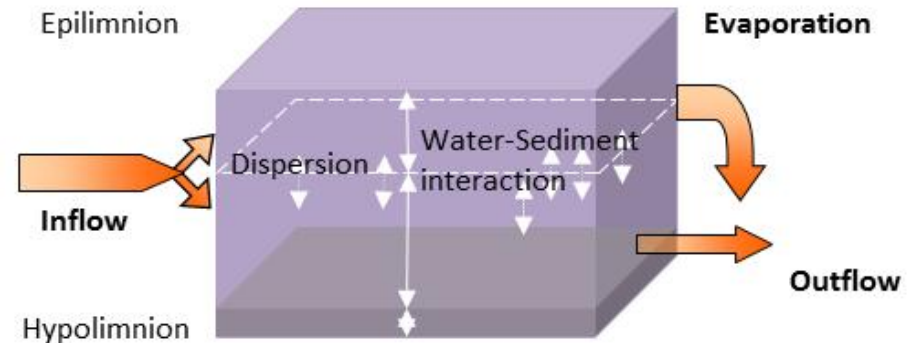 Epilimnion
Evaporation
Water-Sediment
Dispersion
interaction
Inflow
Outflow
Hypolimnion